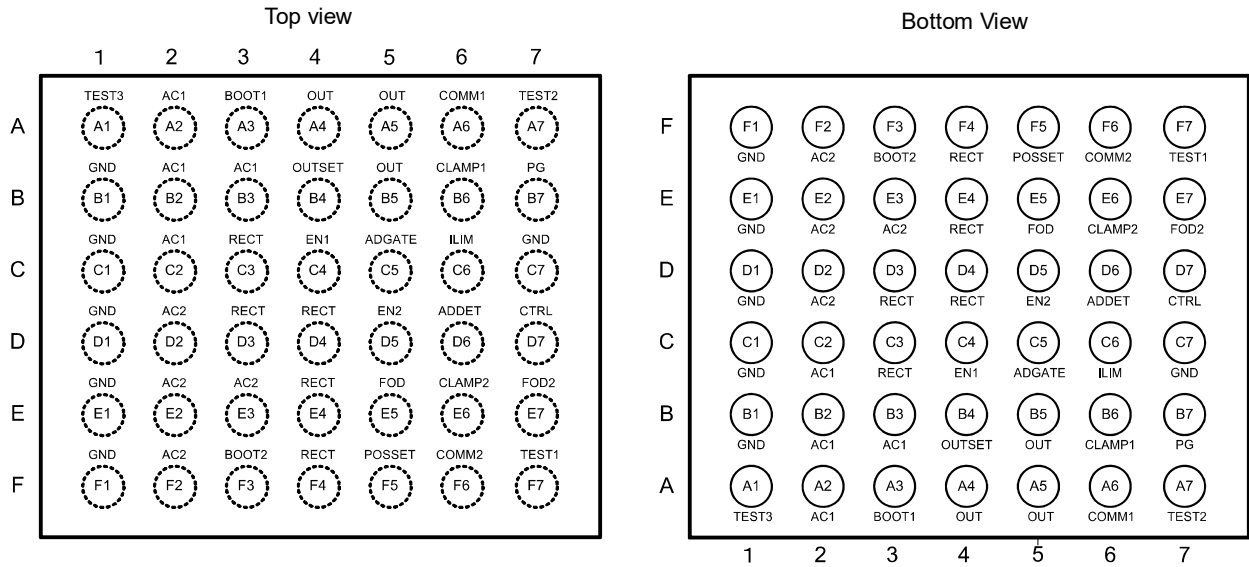 Top view
1 2 3 4 5 6 7
TEST3 AC1 BOOT1 OUT OUT COMM1 TEST2
A A1 A2 A3 A4 A5 A6 A7
GND AC1 AC1 OUTSET OUT CLAMP1 PG
B B1 B2 B3 B4 B5 B6 B7
GND AC1 RECT EN1 ADGATE ILIM GND
C C1 C2 C3 C4 C5 C6 C7
GND AC2 RECT RECT EN2 ADDET CTRL
D D1 D2 D3 D4 D5 D6 D7
GND AC2 AC2 RECT FOD CLAMP2 FOD2
E E1 E2 E3 E4 E5 E6 E7
GND AC2 BOOT2 RECT POSSET COMM2 TEST1
F F1 F2 F3 F4 F5 F6 F7
Bottom View
F F1 F2 F3 F4 F5 F6 F7
GND AC2 BOOT2 RECT POSSET COMM2 TEST1
E E1 E2 E3 E4 E5 E6 E7
GND AC2 AC2 RECT FOD CLAMP2 FOD2
D D1 D2 D3 D4 D5 D6 D7
GND AC2 RECT RECT EN2 ADDET CTRL
C C1 C2 C3 C4 C5 C6 C7
GND AC1 RECT EN1 ADGATE ILIM GND
B B1 B2 B3 B4 B5 B6 B7
GND AC1 AC1 OUTSET OUT CLAMP1 PG
A A1 A2 A3 A4 A5 A6 A7
TEST3 AC1 BOOT1 OUT OUT COMM1 TEST2
1 2 3 4 5 6 7